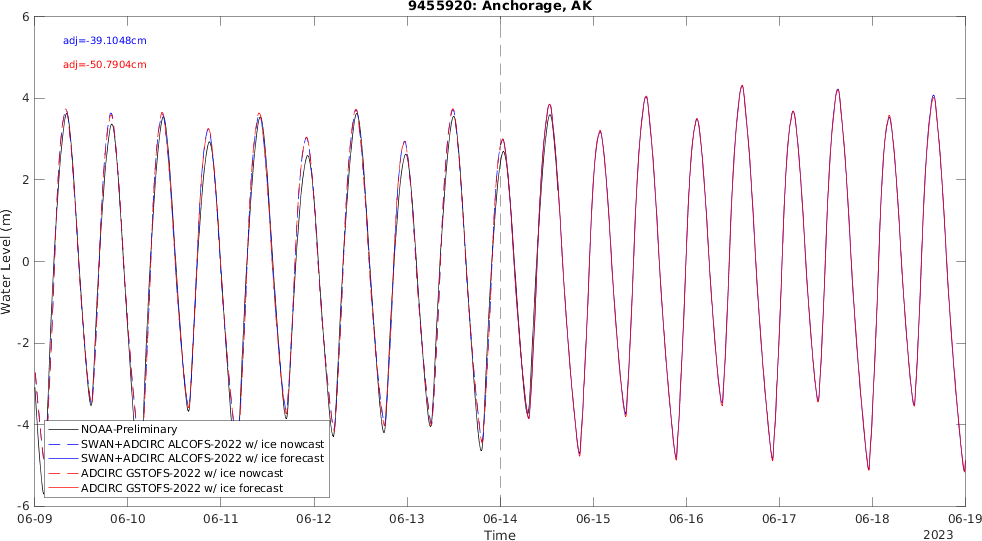 9455920: Anchorage, AK
adj=-39.1048cm
adj=-50.7904cm
6
4
2
0
-2
-4
-6
Water Level (m)
NOAA-Preliminary
SWAN+ADCIRC ALCOFS-2022 w/ ice nowcast
SWAN+ADCIRC ALCOFS-2022 w/ ice forecast
ADCIRC GSTOFS-2022 w/ ice nowcast
ADCIRC GSTOFS-2022 w/ ice forecast
06-09 06-10 06-11 06-12 06-13 06-14 06-15 06-16 06-17 06-18 06-19
Time
2023